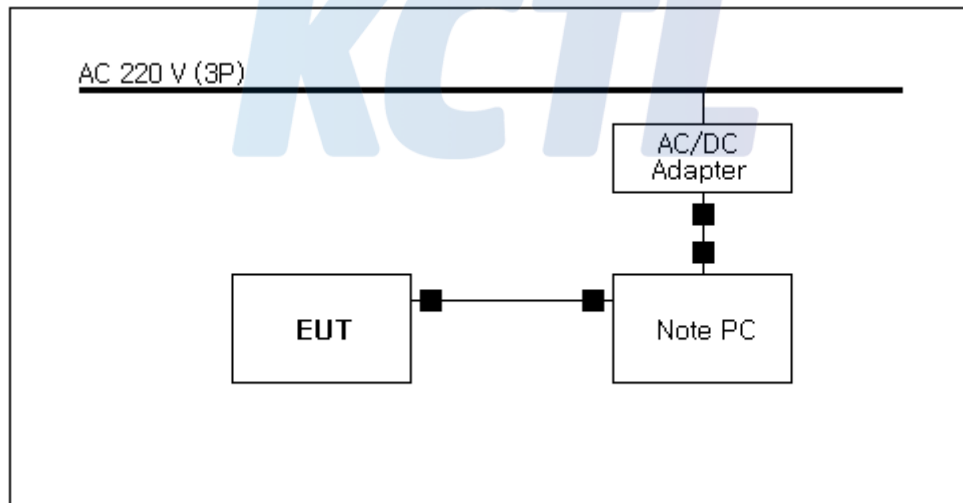 KCTL
AC 220 V (3P)
AC/DC
Adapter
EUT
Note PC